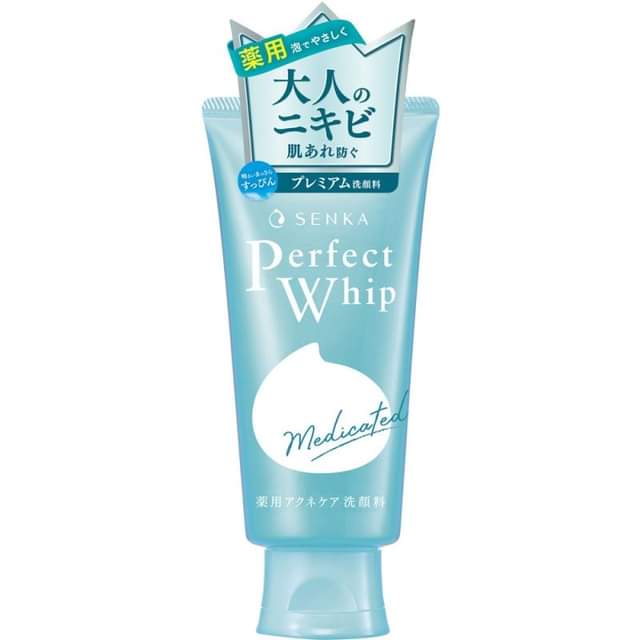 薬用 泡でやさしく
大人の
ニキビ
肌あれ防ぐ
すっぴん
プレミアム洗顔料
SENKA
Perfect
Whip
Medicated
薬用アクネケア洗顔料